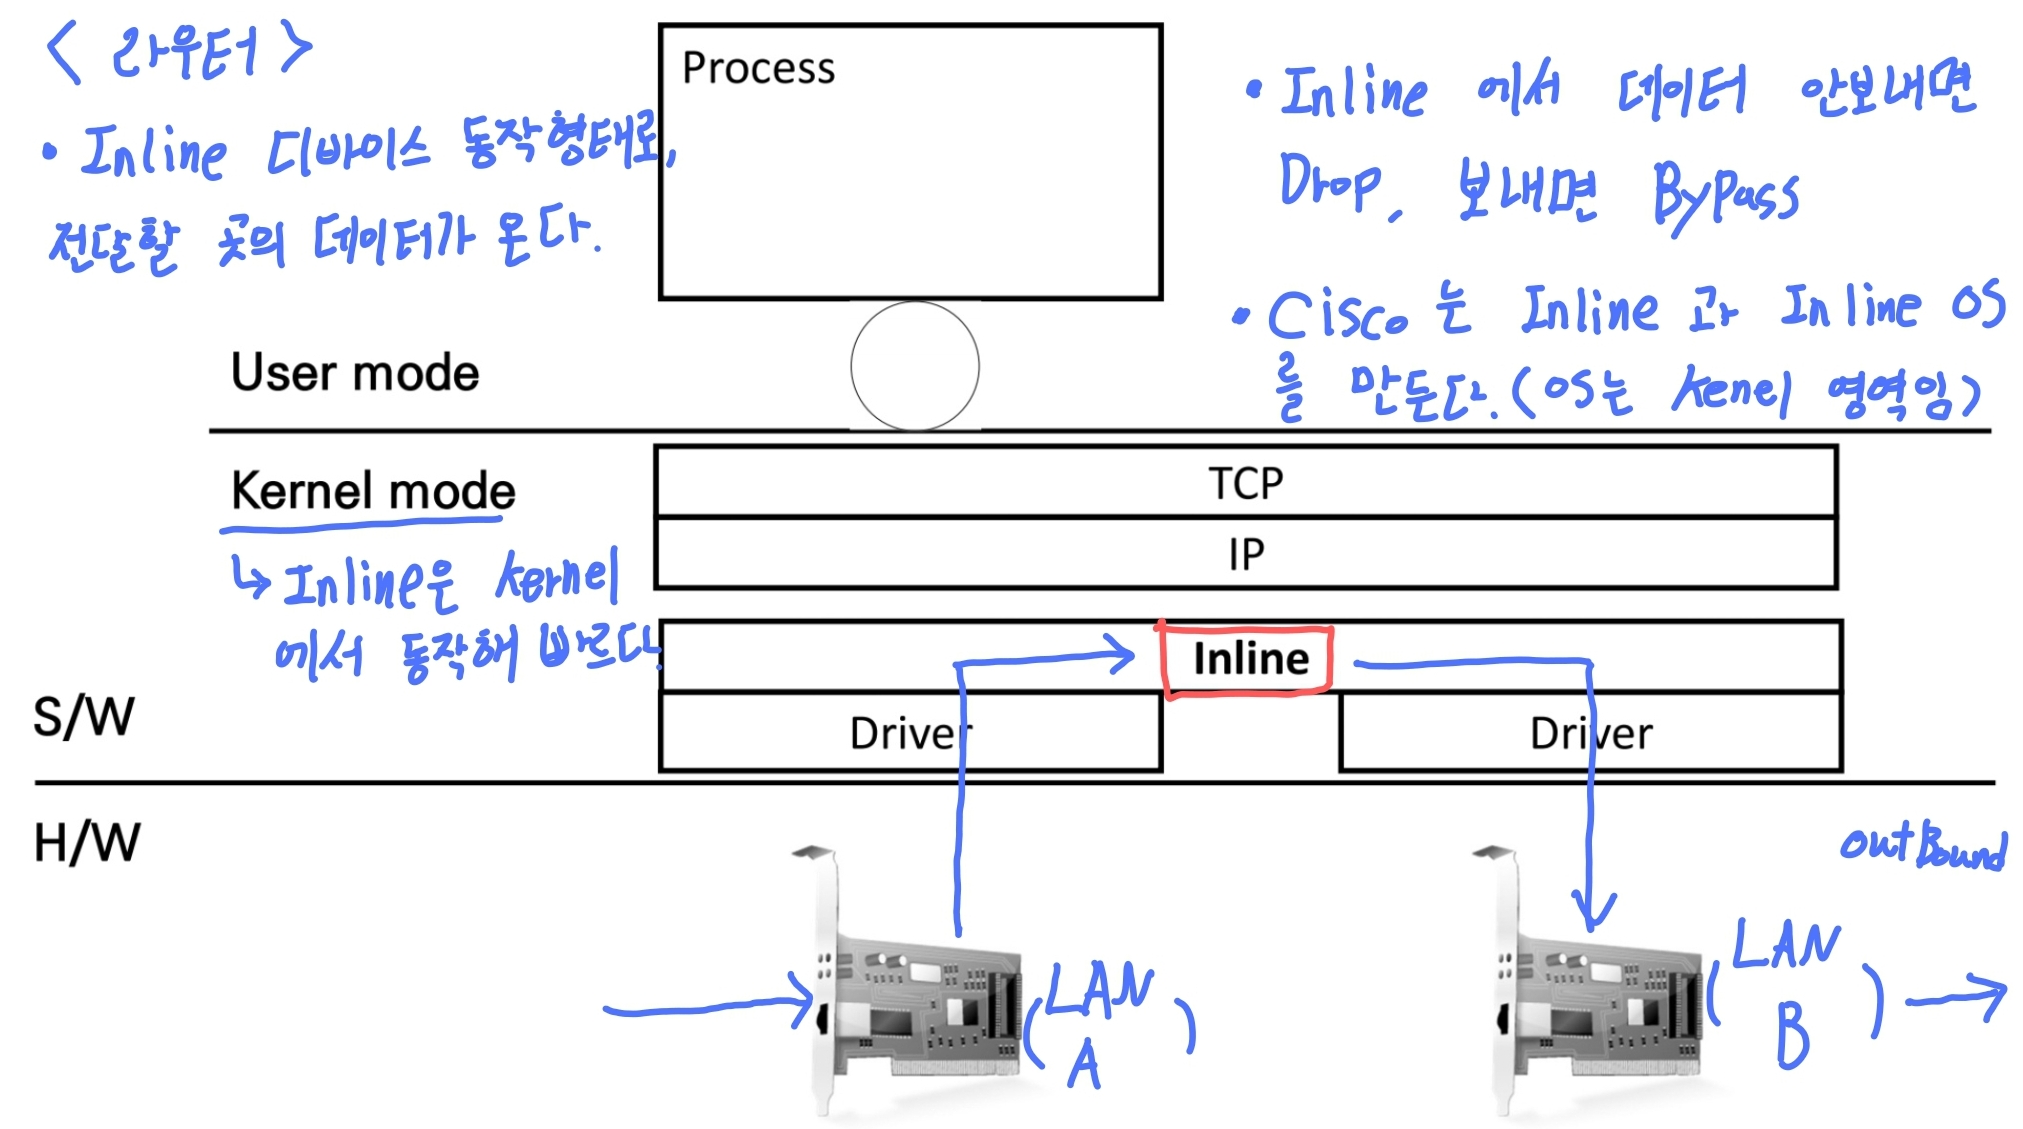 < 라우터 >
• Inline 디바이스 동작형태로,
전달할 곳의 데이터가 온다.
Process
• Inline 에서 데이터 안보내면
Drop, 보내면 Bypass
• Cisco 는 Inline 과 Inline OS
를 만든다. (OS는 kenel 영역임)
User mode
Kernel mode
↳ Inline은 kernel
에서 동작해 빠르다.
TCP
IP
Inline
Driver
Driver
S/W
H/W
outBound
(LAN
A)
(LAN
B)